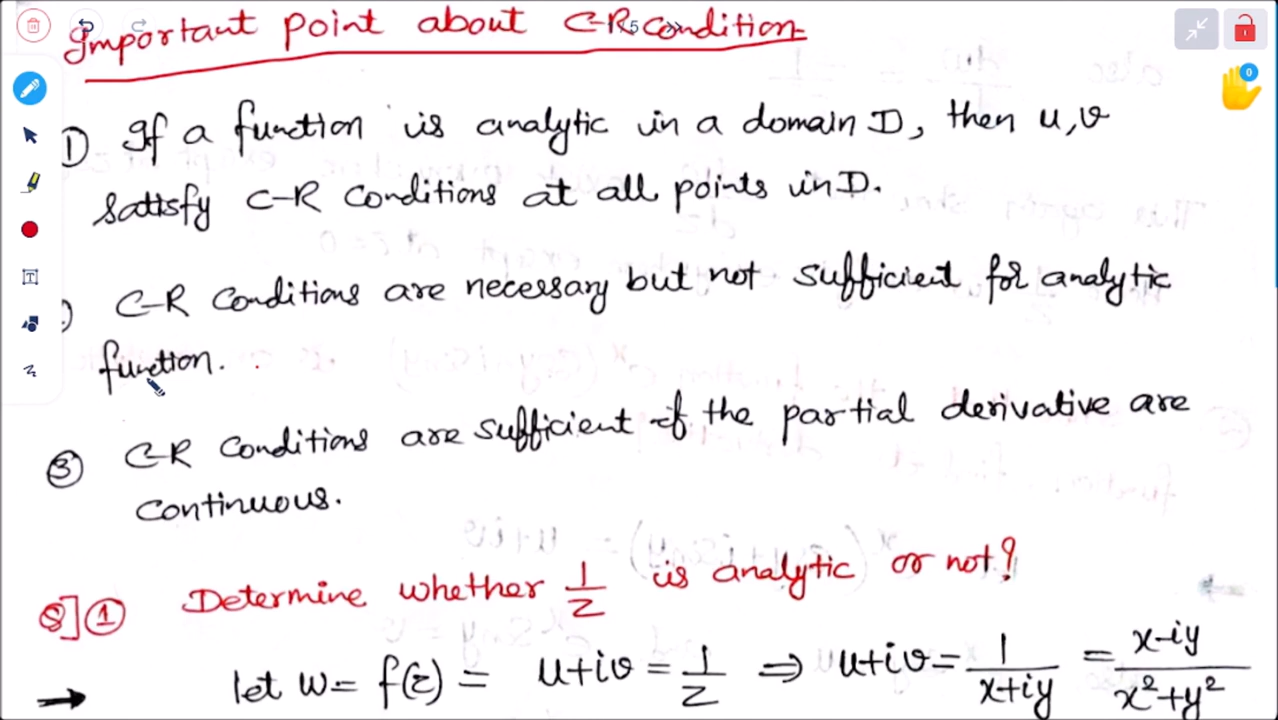 Important point about C-R condition
1) If a function is analytic in a domain D, then u,v
satisfy C-R Conditions at all points in D.
C-R Conditions are necessary but not sufficient for analytic
function.
③ C-R Conditions are sufficient if the partial derivative are
continuous.
Q] ① Determine whether 1/z is analytic or not?
→ let w = f(z) = u+iv = 1/z ⇒ u+iv = 1/(x+iy) = (x-iy)/(x²+y²)